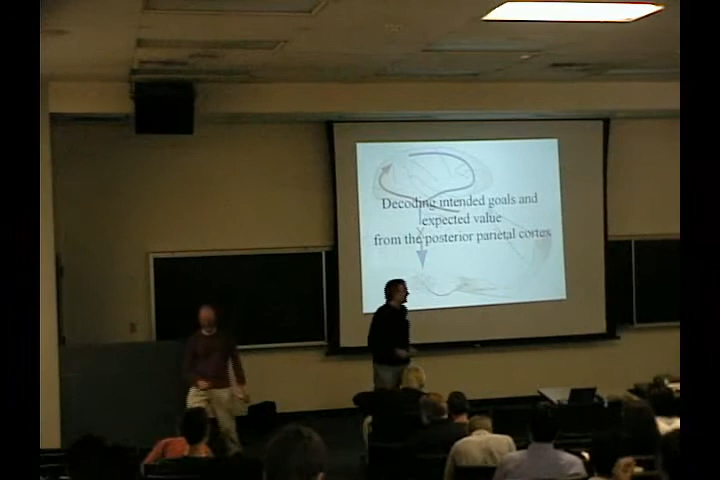 Decoding intended goals and
expected value
from the posterior parietal cortex